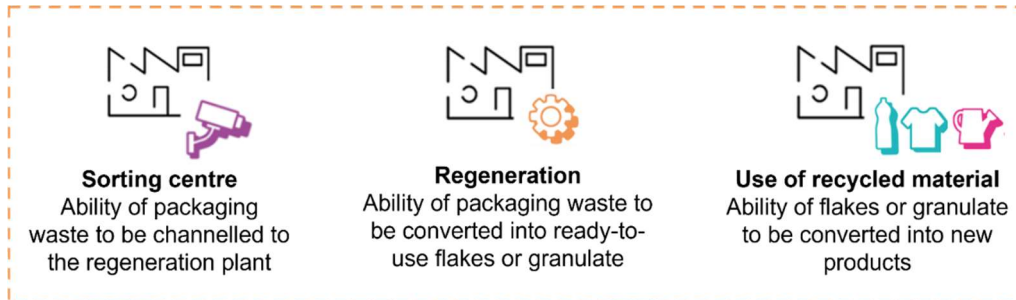 Sorting centre
Ability of packaging
waste to be channelled to
the regeneration plant
Regeneration
Ability of packaging waste to
be converted into ready-to-
use flakes or granulate
Use of recycled material
Ability of flakes or granulate
to be converted into new
products